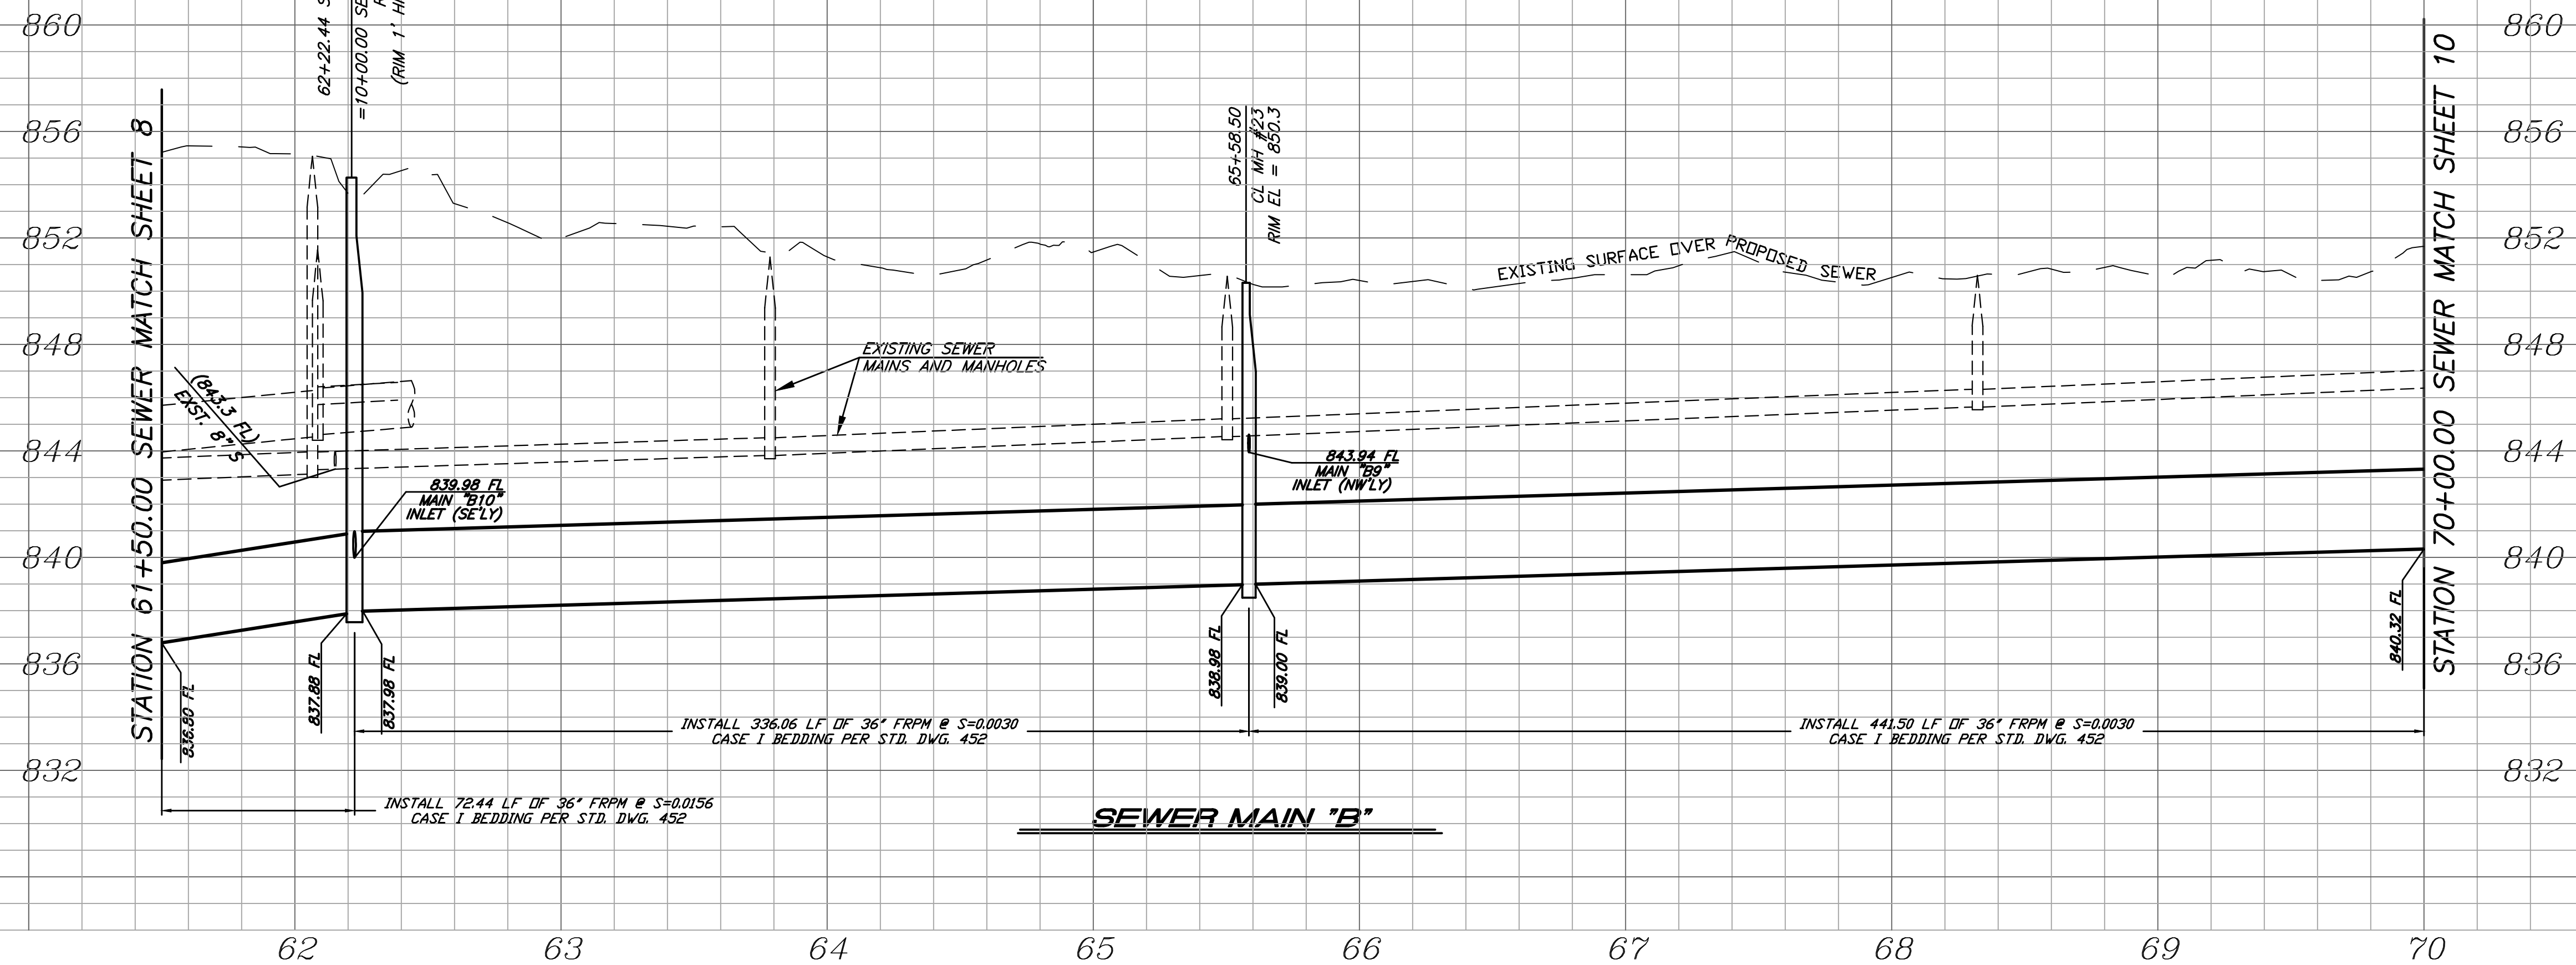 860
856
852
848
844
840
836
832
860
856
852
848
844
840
836
832
STATION 61+50.00 SEWER MATCH SHEET 8
62+22.44
=10+00.00
(RIM 1'
65+58.50
CL MH #23
RIM EL = 850.3
EXISTING SURFACE OVER PROPOSED SEWER
STATION 70+00.00 SEWER MATCH SHEET 10
EXISTING SEWER
MAINS AND MANHOLES
(843.3 FL)
EXST. 8" S
839.98 FL
MAIN "B10"
INLET (SE'LY)
843.94 FL
MAIN "B9"
INLET (NW'LY)
836.80 FL
837.88 FL
837.98 FL
838.98 FL
839.00 FL
840.32 FL
INSTALL 336.06 LF OF 36" FRPM @ S=0.0030
CASE I BEDDING PER STD. DWG. 452
INSTALL 441.50 LF OF 36" FRPM @ S=0.0030
CASE I BEDDING PER STD. DWG. 452
INSTALL 72.44 LF OF 36" FRPM @ S=0.0156
CASE I BEDDING PER STD. DWG. 452
SEWER MAIN "B"
62 63 64 65 66 67 68 69 70